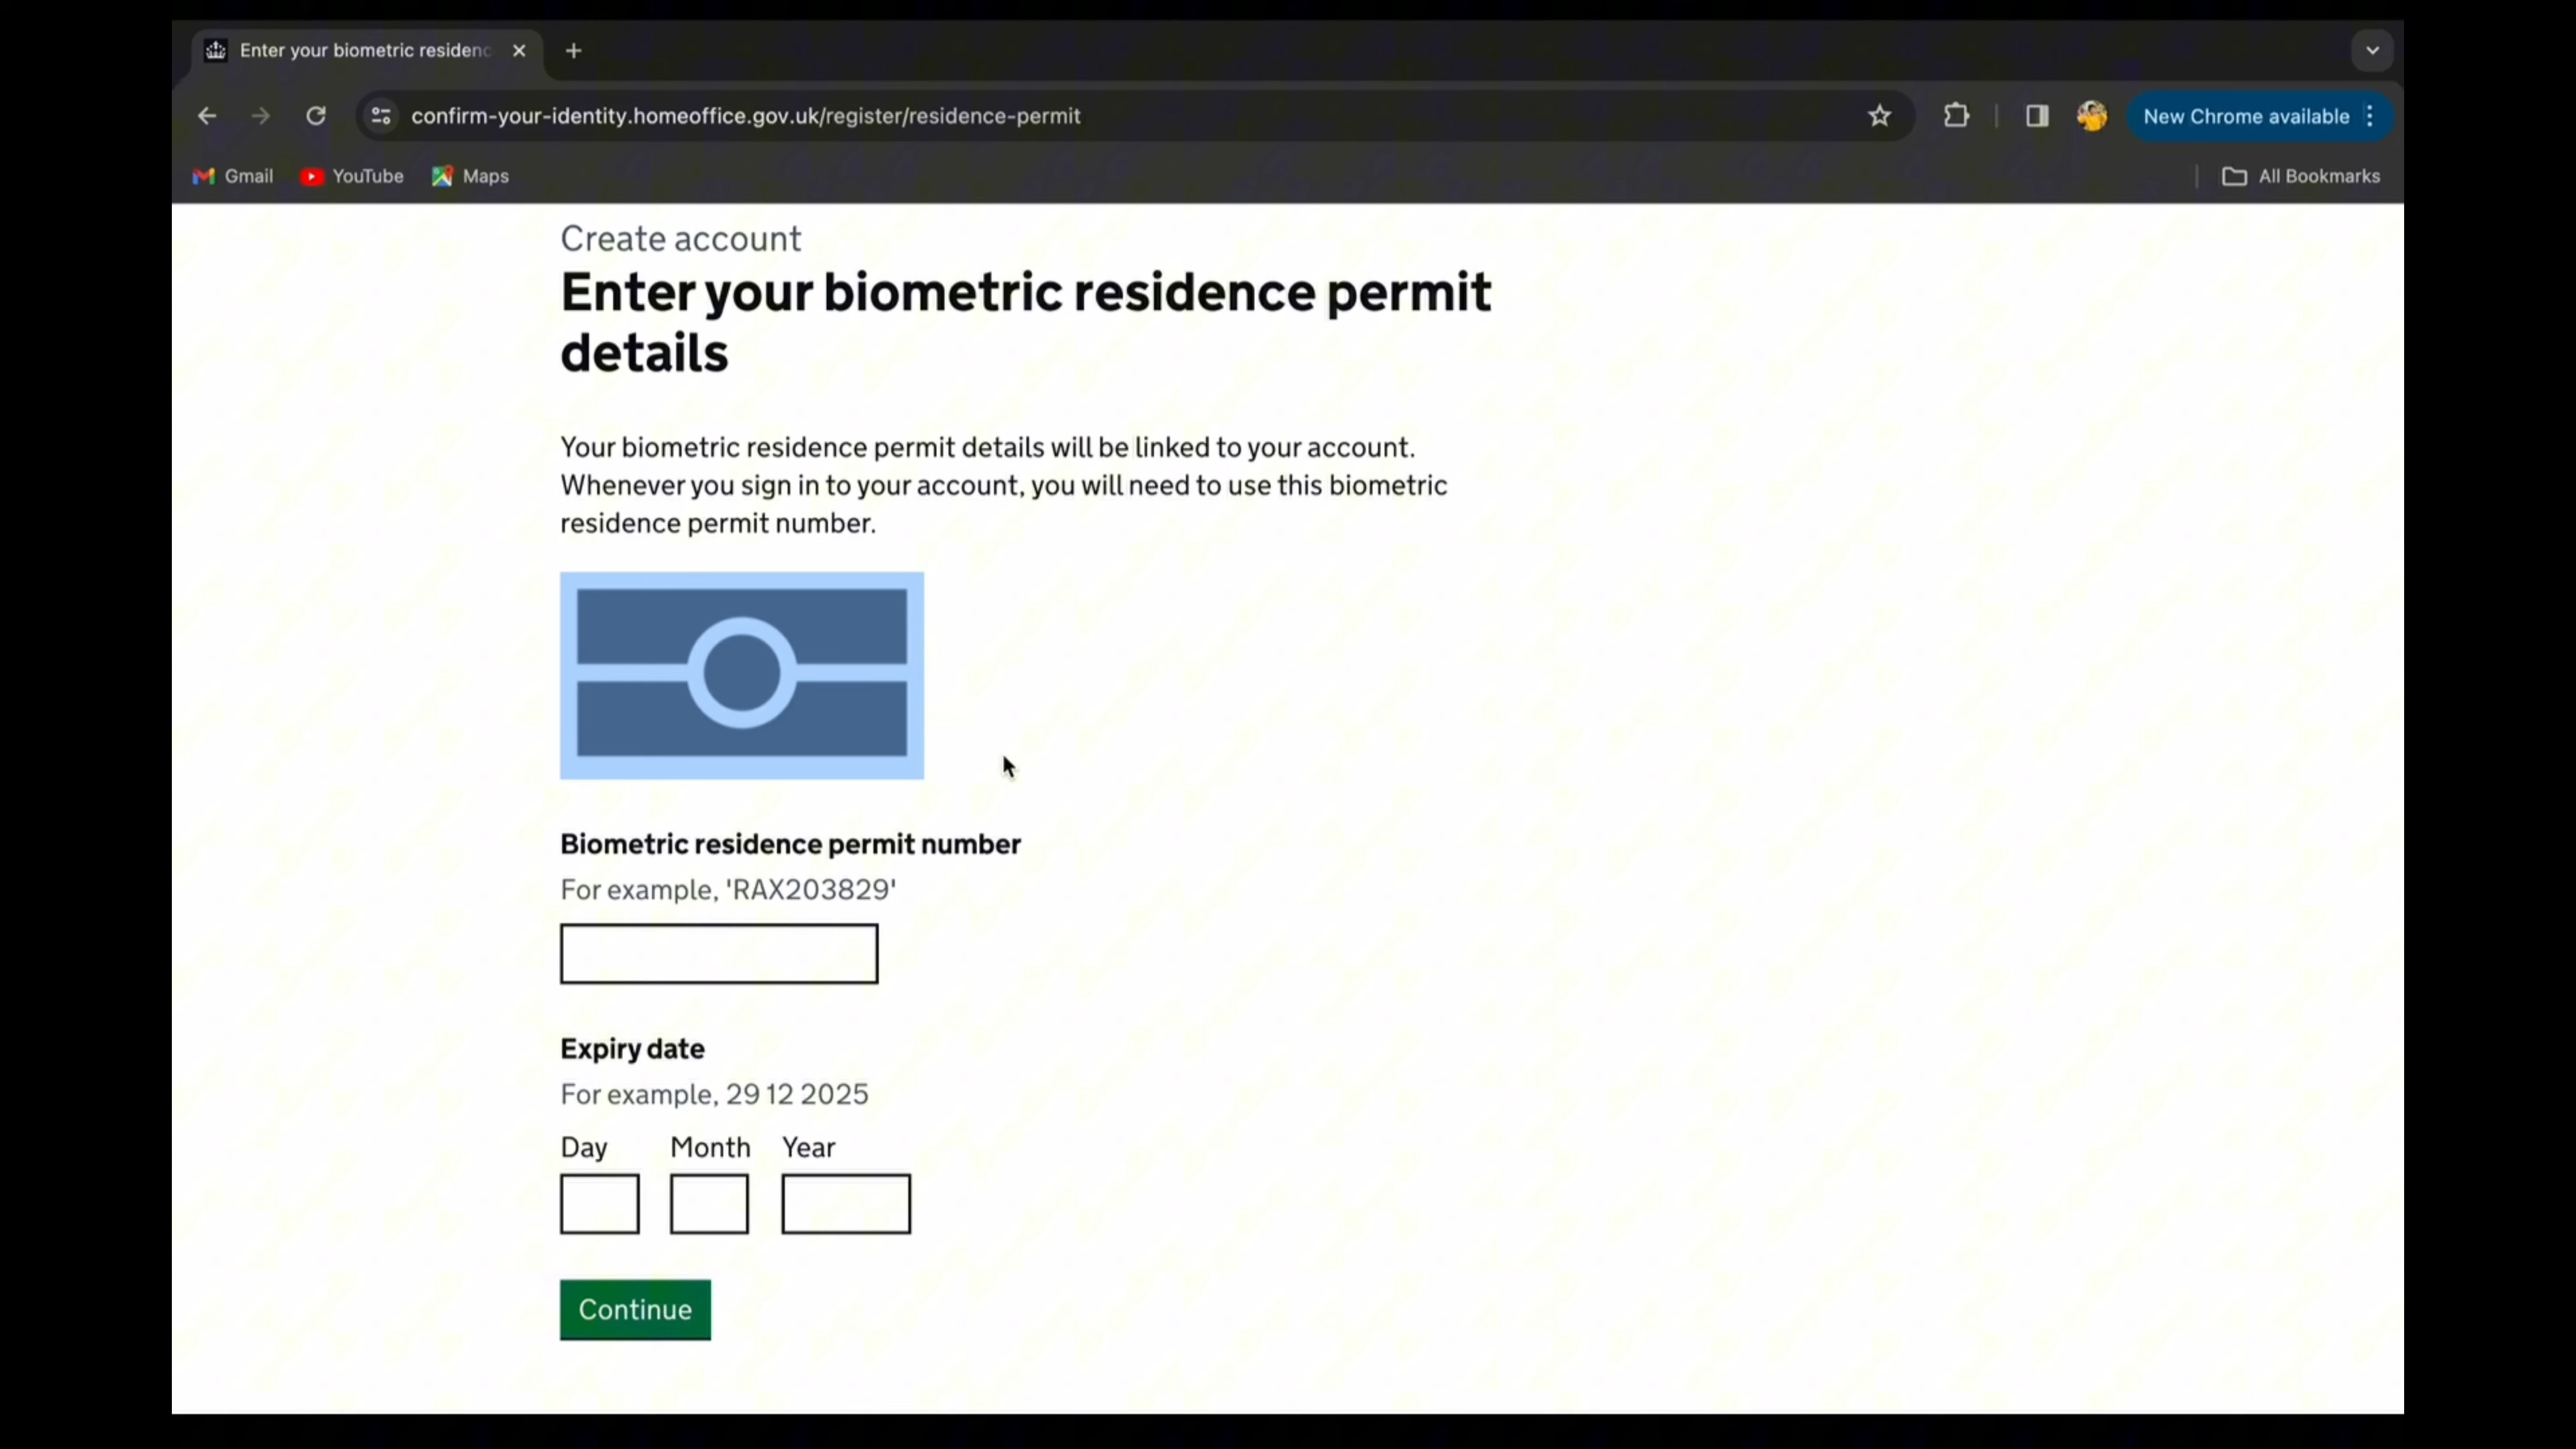 Enter your biometric residenc
confirm-your-identity.homeoffice.gov.uk/register/residence-permit
New Chrome available
Gmail
YouTube
Maps
All Bookmarks
Create account
Enter your biometric residence permit
details
Your biometric residence permit details will be linked to your account.
Whenever you sign in to your account, you will need to use this biometric
residence permit number.
Biometric residence permit number
For example, 'RAX203829'
Expiry date
For example, 29 12 2025
Day Month Year
Continue